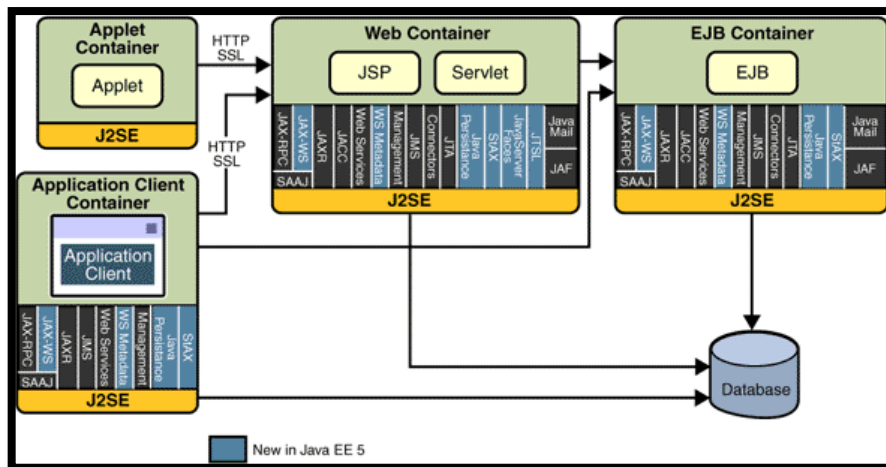 Applet
Container
Applet
J2SE
HTTP
SSL
HTTP
SSL
Web Container
JSP
Servlet
JAX-RPC
JAX-WS
SAAJ
JAXR
JACC
Web Services
WS Metadata
Management
JMS
Connectors
JTA
Java
Persistance
StAX
JavaServer
Faces
JTSL
Java
Mail
JAF
J2SE
EJB Container
EJB
JAX-RPC
JAX-WS
SAAJ
JAXR
JACC
Web Services
WS Metadata
Management
JMS
Connectors
JTA
Java
Persistance
StAX
Java
Mail
JAF
J2SE
Application Client
Container
Application
Client
JAX-RPC
JAX-WS
SAAJ
JAXR
JMS
Web Services
WS Metadata
Management
Java
Persistance
StAX
J2SE
Database
New in Java EE 5